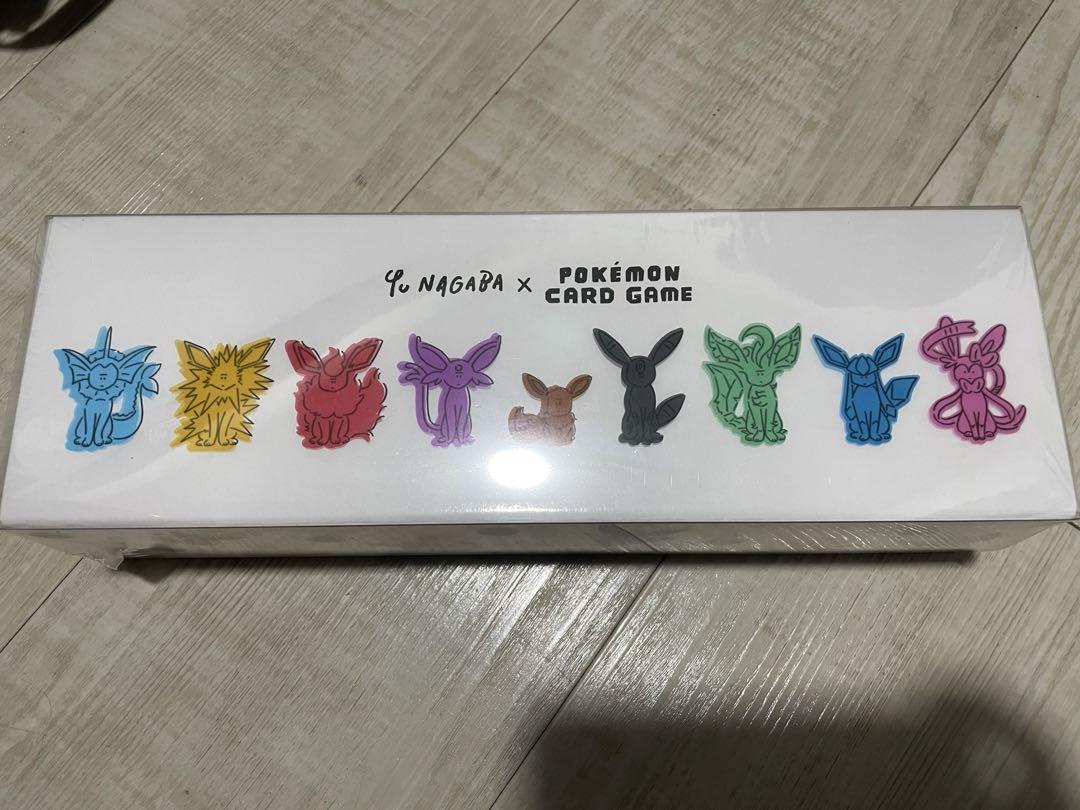 Yu NAGABA ×
POKÉMON
CARD GAME